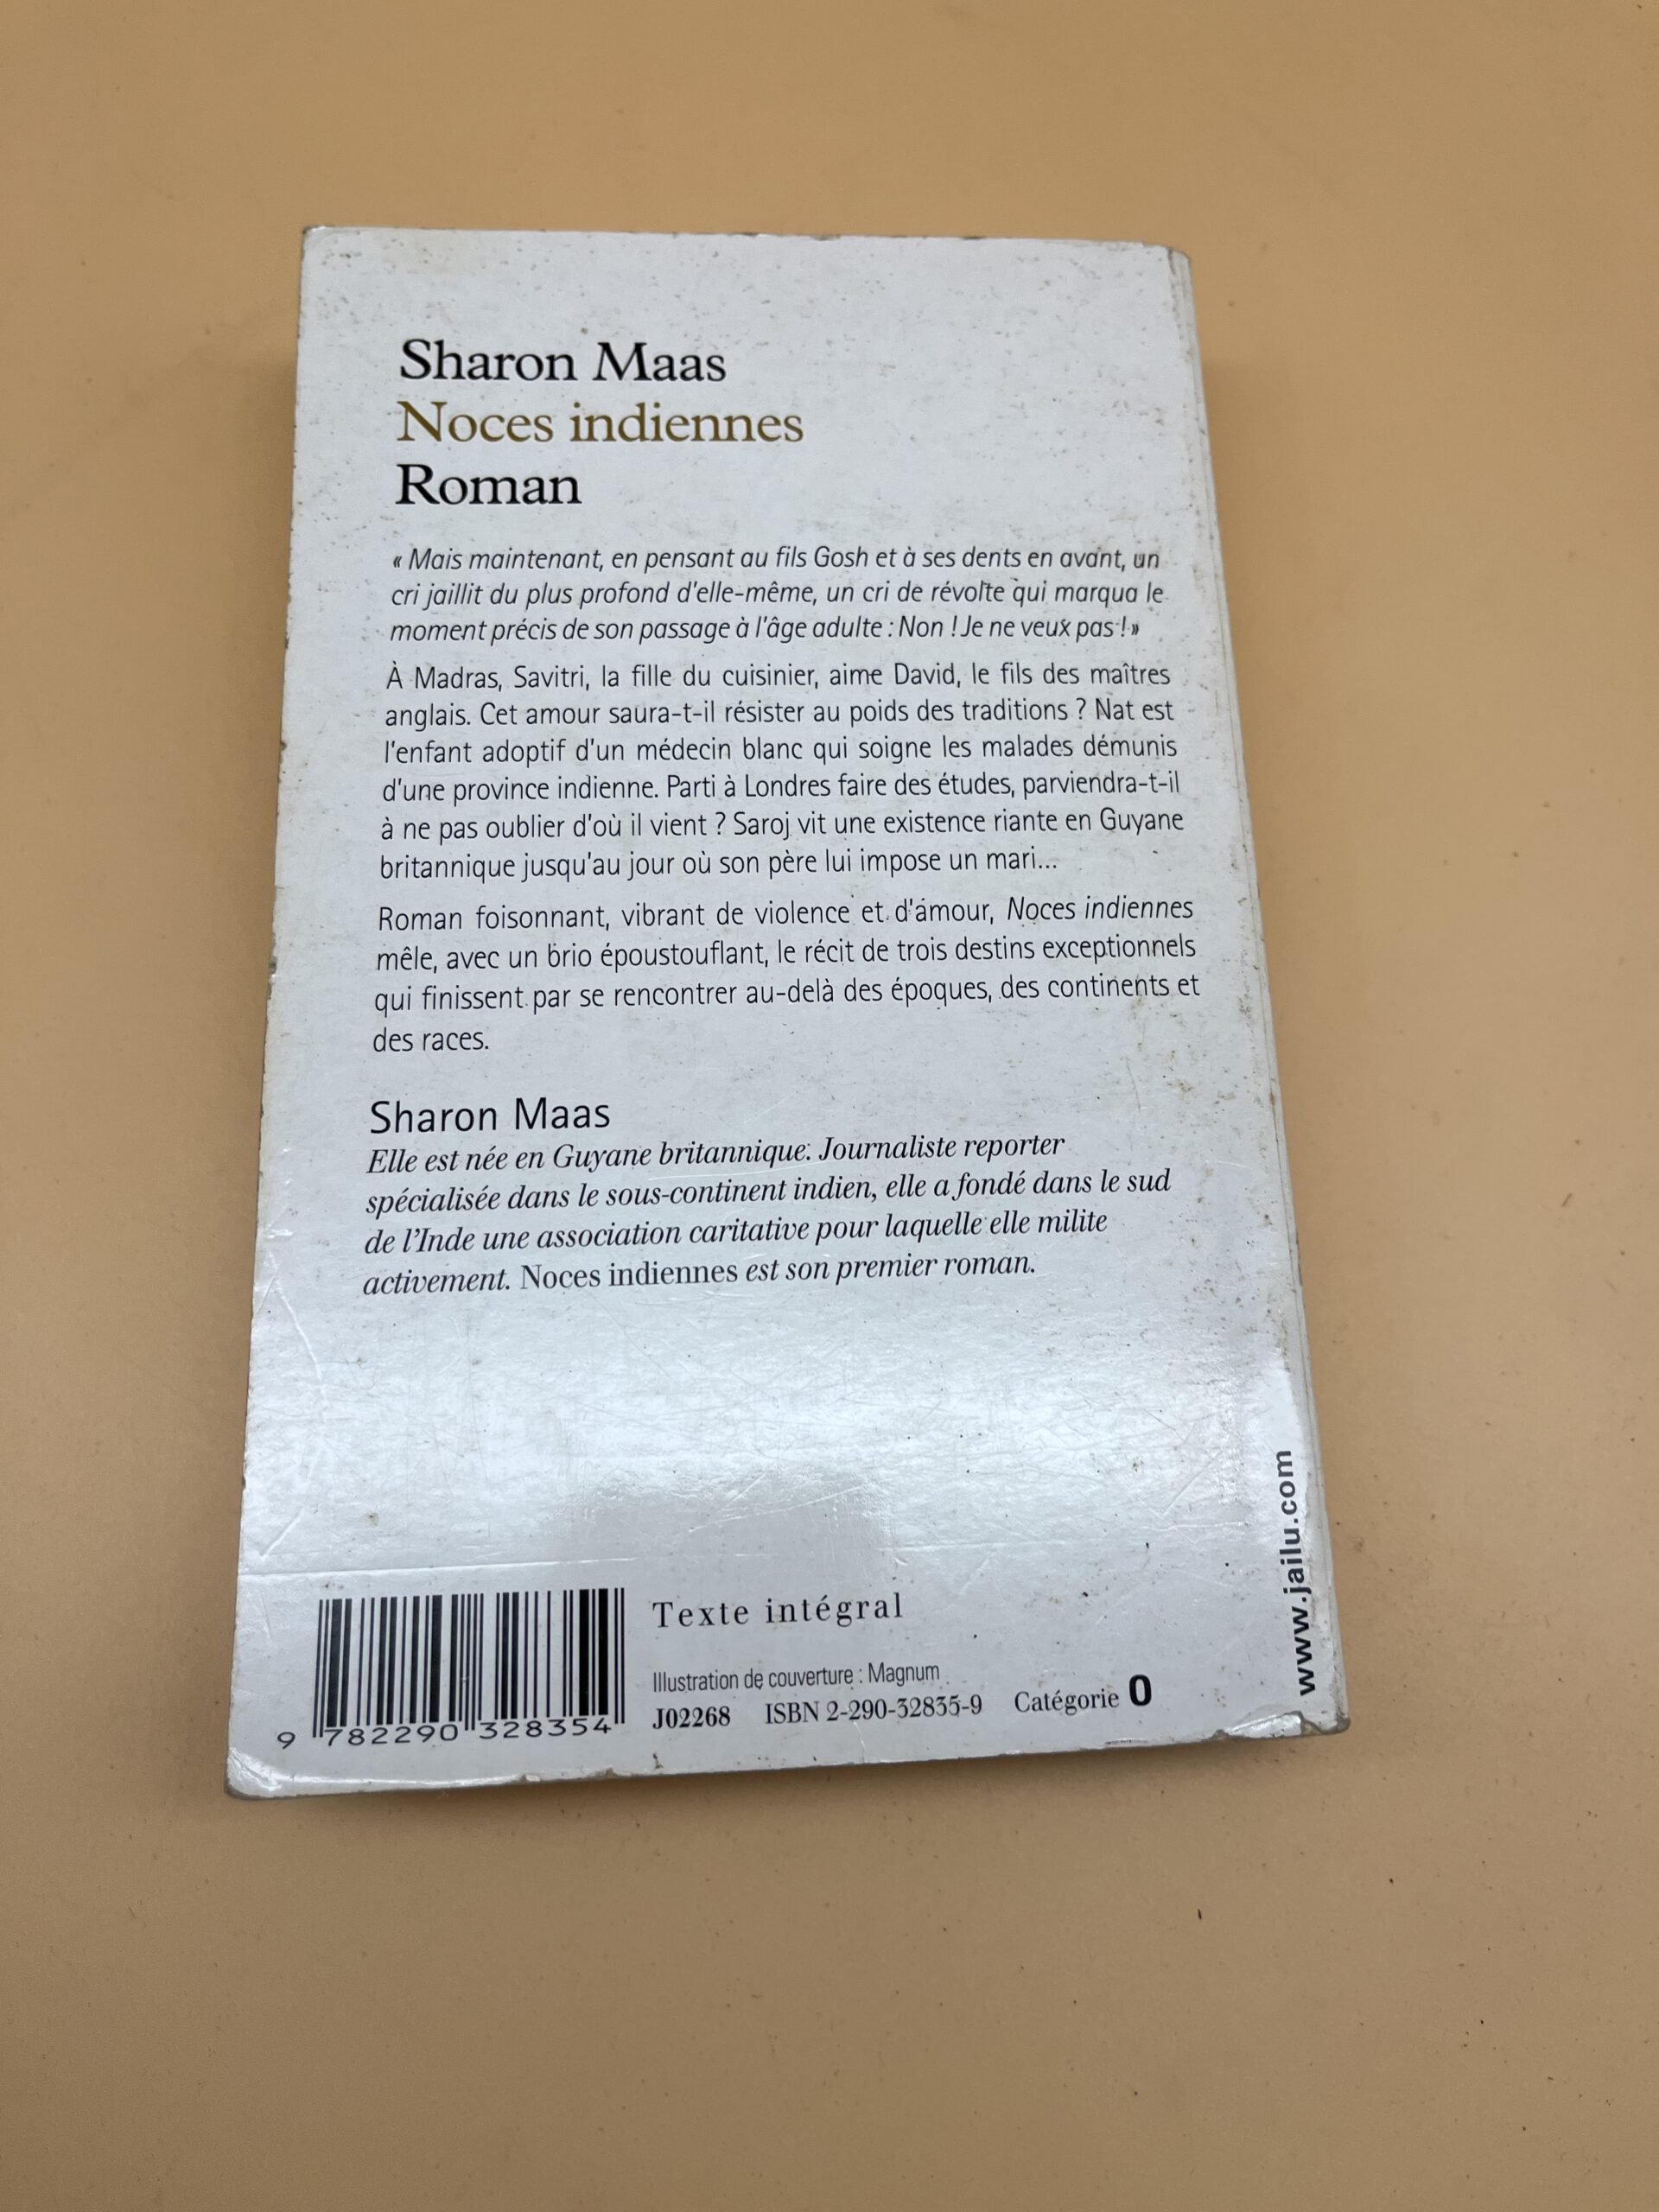 Sharon Maas
Noces indiennes
Roman
« Mais maintenant, en pensant au fils Gosh et à ses dents en avant, un
cri jaillit du plus profond d'elle-même, un cri de révolte qui marqua le
moment précis de son passage à l'âge adulte : Non ! Je ne veux pas ! »
À Madras, Savitri, la fille du cuisinier, aime David, le fils des maîtres
anglais. Cet amour saura-t-il résister au poids des traditions ? Nat est
l'enfant adoptif d'un médecin blanc qui soigne les malades démunis
d'une province indienne. Parti à Londres faire des études, parviendra-t-il
à ne pas oublier d'où il vient ? Saroj vit une existence riante en Guyane
britannique jusqu'au jour où son père lui impose un mari...
Roman foisonnant, vibrant de violence et d'amour, Noces indiennes
mêle, avec un brio époustouflant, le récit de trois destins exceptionnels
qui finissent par se rencontrer au-delà des époques, des continents et
des races.
Sharon Maas
Elle est née en Guyane britannique. Journaliste reporter
spécialisée dans le sous-continent indien, elle a fondé dans le sud
de l'Inde une association caritative pour laquelle elle milite
activement. Noces indiennes est son premier roman.
www.jailu.com
Texte intégral
Illustration de couverture : Magnum
J02268 ISBN 2-290-32835-9 Catégorie 0
9 782290 328354